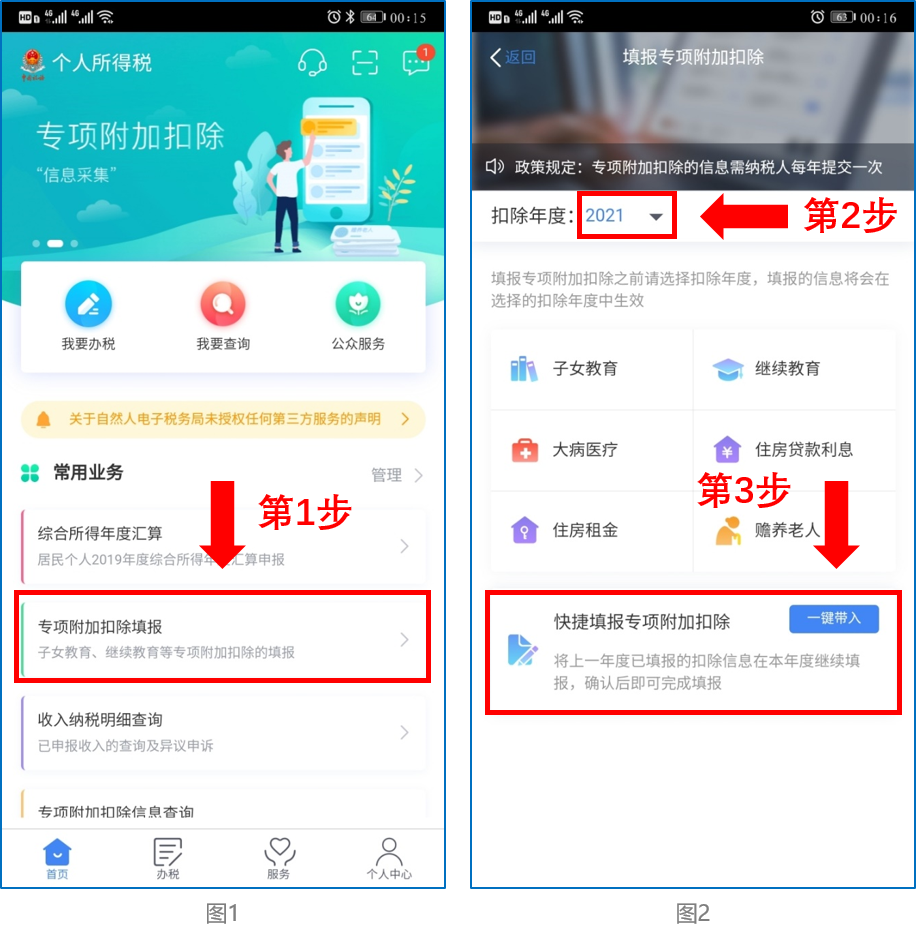 HD 4G 4G 64 00:15
个人所得税
1
专项附加扣除
“信息采集”
我要办税 我要查询 公众服务
关于自然人电子税务局未授权任何第三方服务的声明
常用业务 管理
第1步
综合所得年度汇算
居民个人2019年度综合所得年度汇算申报
专项附加扣除填报
子女教育、继续教育等专项附加扣除的填报
收入纳税明细查询
已申报收入的查询及异议申诉
专项附加扣除信息查询
首页 办税 服务 个人中心
图1
HD 4G 4G 63 00:16
返回 填报专项附加扣除
政策规定：专项附加扣除的信息需纳税人每年提交一次
扣除年度： 2021 第2步
填报专项附加扣除之前请选择扣除年度，填报的信息将会在
选择的扣除年度中生效
子女教育 继续教育
大病医疗 住房贷款利息
第3步
住房租金 赡养老人
快捷填报专项附加扣除 一键带入
将上一年度已填报的扣除信息在本年度继续填
报，确认后即可完成填报
图2